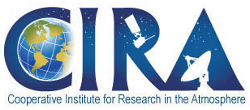 CIRA
Cooperative Institute for Research in the Atmosphere